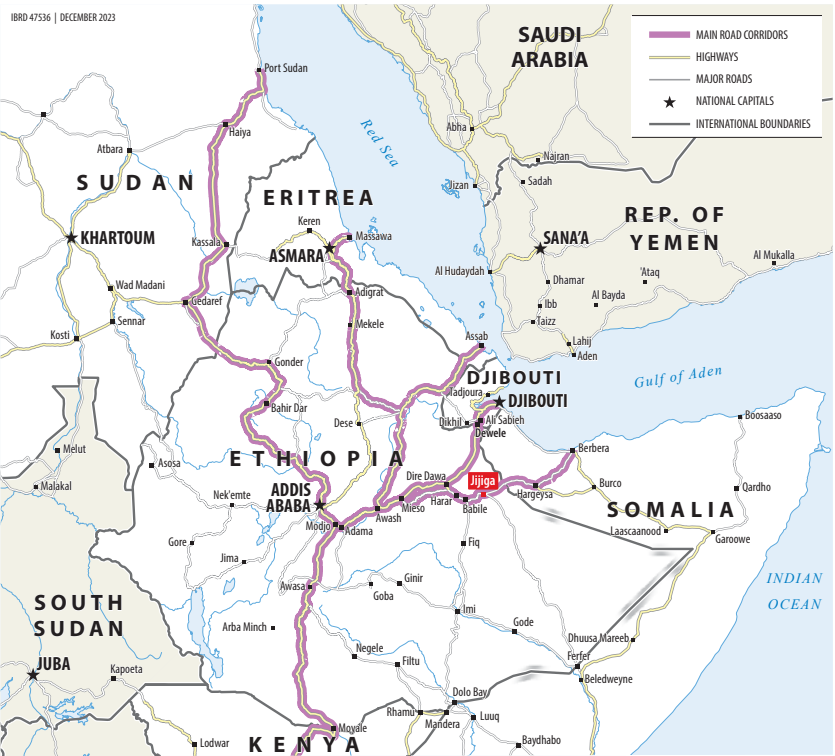 IBRD 47536 | DECEMBER 2023
MAIN ROAD CORRIDORS
HIGHWAYS
MAJOR ROADS
NATIONAL CAPITALS
INTERNATIONAL BOUNDARIES
SAUDI
ARABIA
Port Sudan
Haiya
Atbara
Red Sea
Abha
Najran
Jizan
Sadah
SUDAN
ERITREA
Keren
Massawa
ASMARA
KHARTOUM
Kassala
SANA'A
REP. OF
YEMEN
Al Mukalla
Al Hudaydah
'Ataq
Dhamar
Al Bayda
Ibb
Taizz
Wad Madani
Gedaref
Adigrat
Sennar
Mekele
Kosti
Assab
Lahij
Aden
Gonder
DJIBOUTI
Tadjoura
DJIBOUTI
Gulf of Aden
Bahir Dar
Dese
Dikhil
Ali Sabieh
Dewele
Boosaaso
Melut
Malakal
Asosa
ETHIOPIA
Berbera
Dire Dawa
Jijiga
Burco
Qardho
Nek'emte
ADDIS
ABABA
Harar
Hargeysa
Mieso
Babile
Awash
SOMALIA
Modjo
Adama
Laascaanood
Garoowe
Gore
Jima
Fiq
Awasa
Ginir
Goba
INDIAN
OCEAN
SOUTH
SUDAN
Imi
Gode
Arba Minch
Dhuusa Mareeb
Negele
Filtu
Ferfer
JUBA
Kapoeta
Beledweyne
Dolo Bay
Rhamu
Mandera
Luuq
Moyale
Lodwar
KENYA
Baydhabo